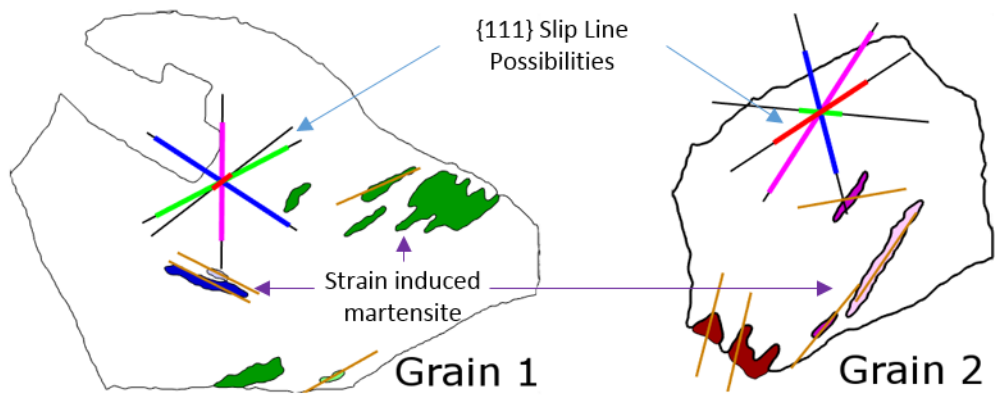 {111} Slip Line
Possibilities
Strain induced
martensite
Grain 1
Grain 2